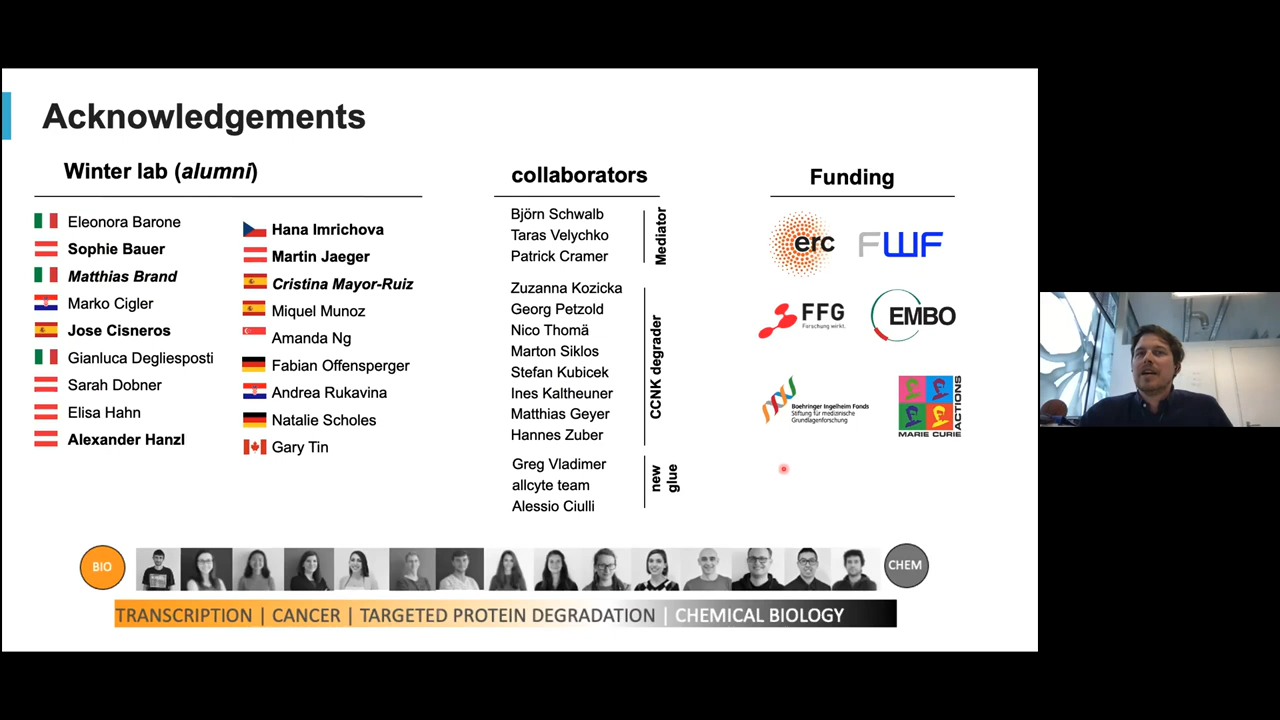 Acknowledgements
Winter lab (alumni)
Eleonora Barone
Sophie Bauer
Matthias Brand
Marko Cigler
Jose Cisneros
Gianluca Degliesposti
Sarah Dobner
Elisa Hahn
Alexander Hanzl
Hana Imrichova
Martin Jaeger
Cristina Mayor-Ruiz
Miquel Munoz
Amanda Ng
Fabian Offensperger
Andrea Rukavina
Natalie Scholes
Gary Tin
collaborators
Björn Schwalb
Taras Velychko
Patrick Cramer
Mediator
Zuzanna Kozicka
Georg Petzold
Nico Thomä
Marton Siklos
Stefan Kubicek
Ines Kaltheuner
Matthias Geyer
Hannes Zuber
CCNK degrader
Greg Vladimer
allcyte team
Alessio Ciulli
new
glue
Funding
erc
FWF
FFG
Forschung wirkt.
EMBO
Boehringer Ingelheim Fonds
Stiftung für medizinische
Grundlagenforschung
MARIE CURIE
ACTIONS
BIO
CHEM
TRANSCRIPTION | CANCER | TARGETED PROTEIN DEGRADATION | CHEMICAL BIOLOGY